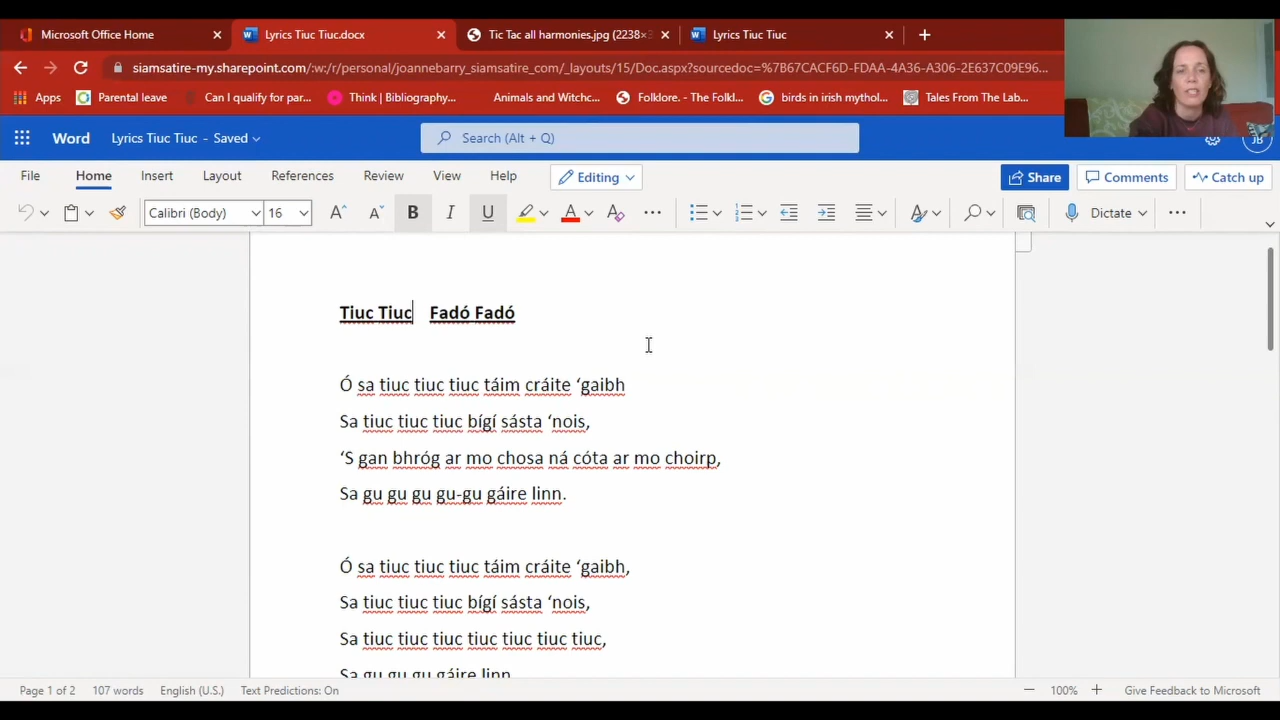 Microsoft Office Home
Lyrics Tiuc Tiuc.docx
Tic Tac all harmonies.jpg (2238×
Lyrics Tiuc Tiuc
siamsatire-my.sharepoint.com/:w:/r/personal/joannebarry_siamsatire_com/_layouts/15/Doc.aspx?sourcedoc=%7B67CACF6D-FDAA-4A36-A306-2E637C09E96...
Apps
Parental leave
Can I qualify for par...
Think | Bibliography...
Animals and Witchc...
Folklore. - The Folkl...
birds in irish mythol...
Tales From The Lab...
Word
Lyrics Tiuc Tiuc - Saved
Search (Alt + Q)
JB
File Home Insert Layout References Review View Help Editing Share Comments Catch up
Calibri (Body) 16 A A B I U A A Dictate
Tiuc Tiuc Fadó Fadó
Ó sa tiuc tiuc tiuc táim cráite ‘gaibh
Sa tiuc tiuc tiuc bígí sásta ‘nois,
‘S gan bhróg ar mo chosa ná cóta ar mo choirp,
Sa gu gu gu gu-gu gáire linn.
Ó sa tiuc tiuc tiuc táim cráite ‘gaibh,
Sa tiuc tiuc tiuc bígí sásta ‘nois,
Sa tiuc tiuc tiuc tiuc tiuc tiuc tiuc,
Sa gu gu gu gáire linn
Page 1 of 2 107 words English (U.S.) Text Predictions: On 100% Give Feedback to Microsoft